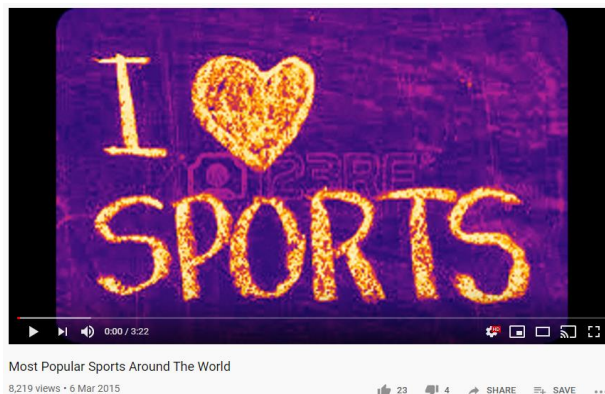 I
SPORTS
123RF®
0:00 / 3:22
HD
Most Popular Sports Around The World
8,219 views • 6 Mar 2015
23
4
SHARE
SAVE